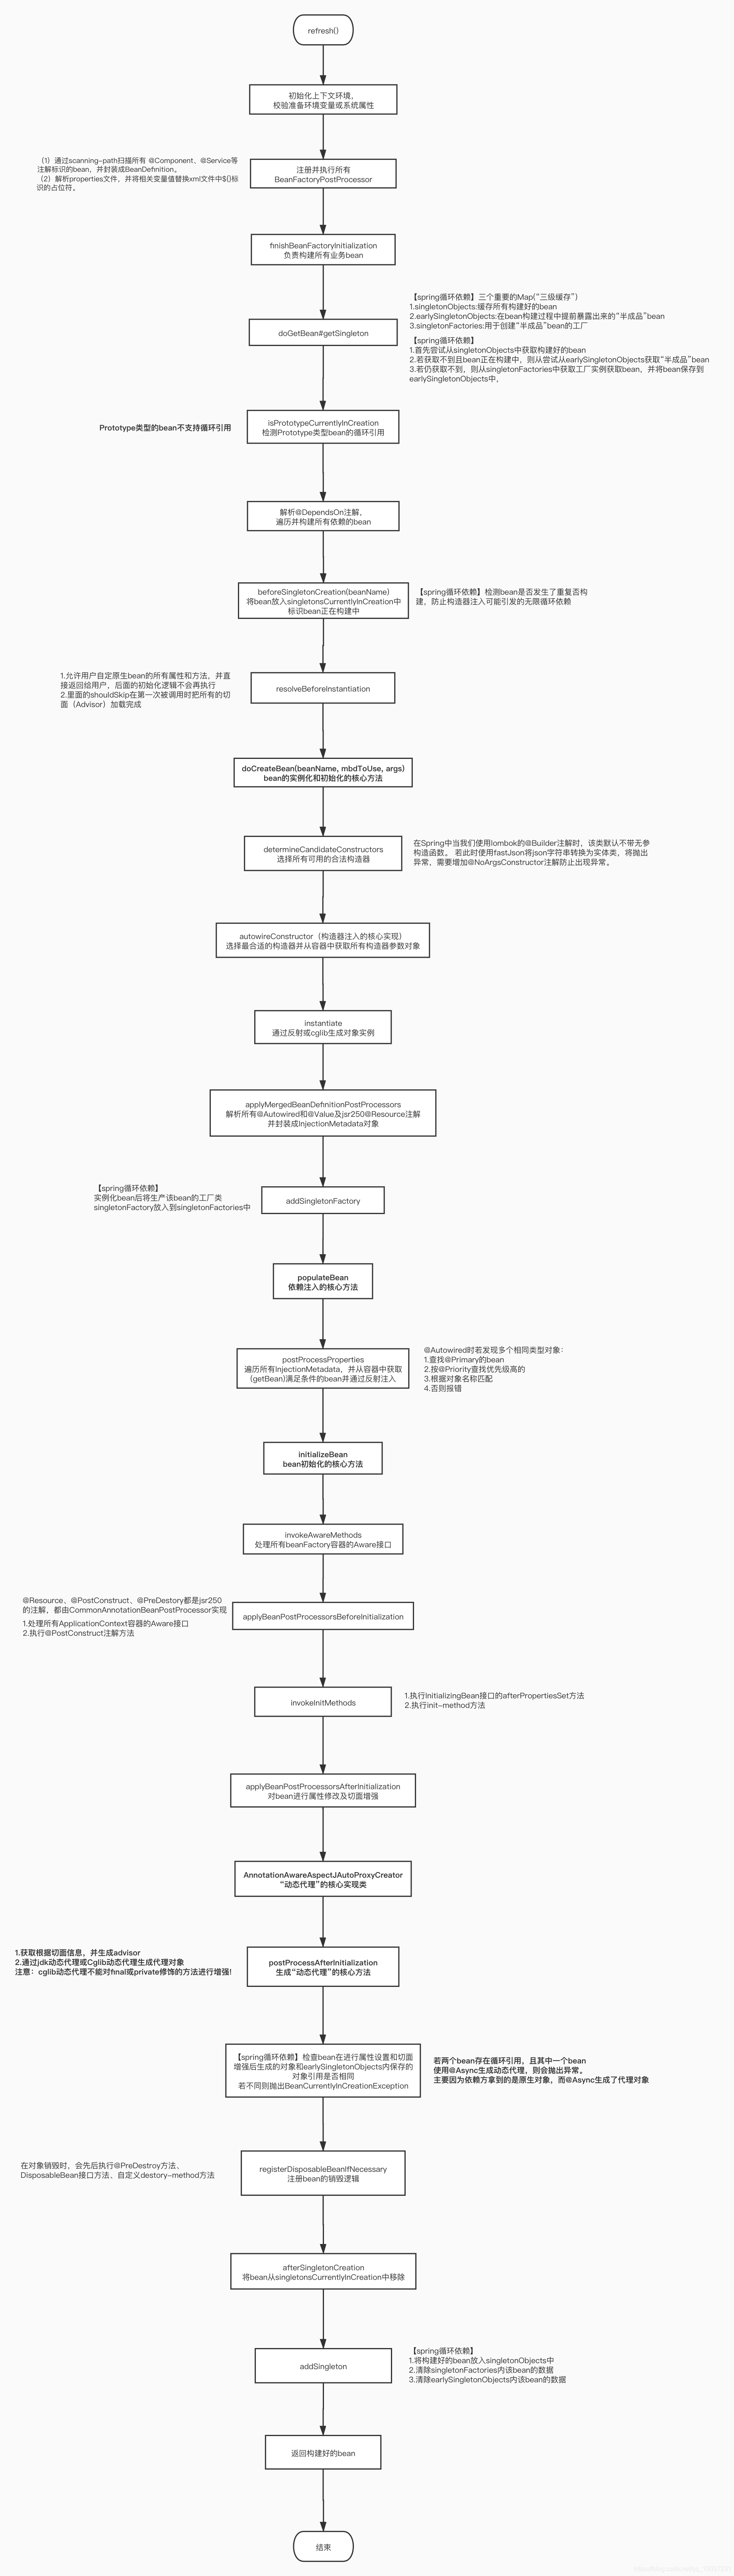 refresh()
初始化上下文环境，
校验准备环境变量或系统属性
（1）通过scanning-path扫描所有 @Component、@Service等
注解标识的bean，并封装成BeanDefinition。
（2）解析properties文件，并将相关变量值替换xml文件中${}标
识的占位符。
注册并执行所有
BeanFactoryPostProcessor
finishBeanFactoryInitialization
负责构建所有业务bean
【spring循环依赖】三个重要的Map("三级缓存”)
1.singletonObjects:缓存所有构建好的bean
2.earlySingletonObjects:在bean构建过程中提前暴露出来的“半成品”bean
3.singletonFactories:用于创建“半成品”bean的工厂
doGetBean#getSingleton
【spring循环依赖】
1.首先尝试从singletonObjects中获取构建好的bean
2.若获取不到且bean正在构建中，则从尝试从earlySingletonObjects获取“半成品”bean
3.若仍获取不到，则从singletonFactories中获取工厂实例获取bean，并将bean保存到
earlySingletonObjects中，
Prototype类型的bean不支持循环引用
isPrototypeCurrentlyInCreation
检测Prototype类型bean的循环引用
解析@DependsOn注解，
遍历并构建所有依赖的bean
beforeSingletonCreation(beanName)
将bean放入singletonsCurrentlyInCreation中
标识bean正在构建中
【spring循环依赖】检测bean是否发生了重复否构
建，防止构造器注入可能引发的无限循环依赖
1.允许用户自定原生bean的所有属性和方法，并直
接返回给用户，后面的初始化逻辑不会再执行
2.里面的shouldSkip在第一次被调用时把所有的切
面（Advisor）加载完成
resolveBeforeInstantiation
doCreateBean(beanName, mbdToUse, args)
bean的实例化和初始化的核心方法
determineCandidateConstructors
选择所有可用的合法构造器
在Spring中当我们使用lombok的@Builder注解时，该类默认不带无参
构造函数。 若此时使用fastJson将json字符串转换为实体类，将抛出
异常，需要增加@NoArgsConstructor注解防止出现异常。
autowireConstructor（构造器注入的核心实现）
选择最合适的构造器并从容器中获取所有构造器参数对象
instantiate
通过反射或cglib生成对象实例
applyMergedBeanDefinitionPostProcessors
解析所有@Autowired和@Value及jsr250@Resource注解
并封装成InjectionMetadata对象
【spring循环依赖】
实例化bean后将生产该bean的工厂类
singletonFactory放入到singletonFactories中
addSingletonFactory
populateBean
依赖注入的核心方法
postProcessProperties
遍历所有InjectionMetadata，并从容器中获取
(getBean)满足条件的bean并通过反射注入
@Autowired时若发现多个相同类型对象：
1.查找@Primary的bean
2.按@Priority查找优先级高的
3.根据对象名称匹配
4.否则报错
initializeBean
bean初始化的核心方法
invokeAwareMethods
处理所有beanFactory容器的Aware接口
@Resource、@PostConstruct、@PreDestory都是jsr250
的注解，都由CommonAnnotationBeanPostProcessor实现
1.处理所有ApplicationContext容器的Aware接口
2.执行@PostConstruct注解方法
applyBeanPostProcessorsBeforeInitialization
invokeInitMethods
1.执行InitializingBean接口的afterPropertiesSet方法
2.执行init-method方法
applyBeanPostProcessorsAfterInitialization
对bean进行属性修改及切面增强
AnnotationAwareAspectJAutoProxyCreator
“动态代理”的核心实现类
1.获取根据切面信息，并生成advisor
2.通过jdk动态代理或Cglib动态代理生成代理对象
注意：cglib动态代理不能对final或private修饰的方法进行增强!
postProcessAfterInitialization
生成“动态代理”的核心方法
【spring循环依赖】检查bean在进行属性设置和切面
增强后生成的对象和earlySingletonObjects内保存的
对象引用是否相同
若不同则抛出BeanCurrentlyInCreationException
若两个bean存在循环引用，且其中一个bean
使用@Async生成动态代理，则会抛出异常。
主要因为依赖方拿到的是原生对象，而@Async生成了代理对象
在对象销毁时，会先后执行@PreDestroy方法、
DisposableBean接口方法、自定义destory-method方法
registerDisposableBeanIfNecessary
注册bean的销毁逻辑
afterSingletonCreation
将bean从singletonsCurrentlyInCreation中移除
addSingleton
【spring循环依赖】
1.将构建好的bean放入singletonObjects中
2.清除singletonFactories内该bean的数据
3.清除earlySingletonObjects内该bean的数据
返回构建好的bean
结束